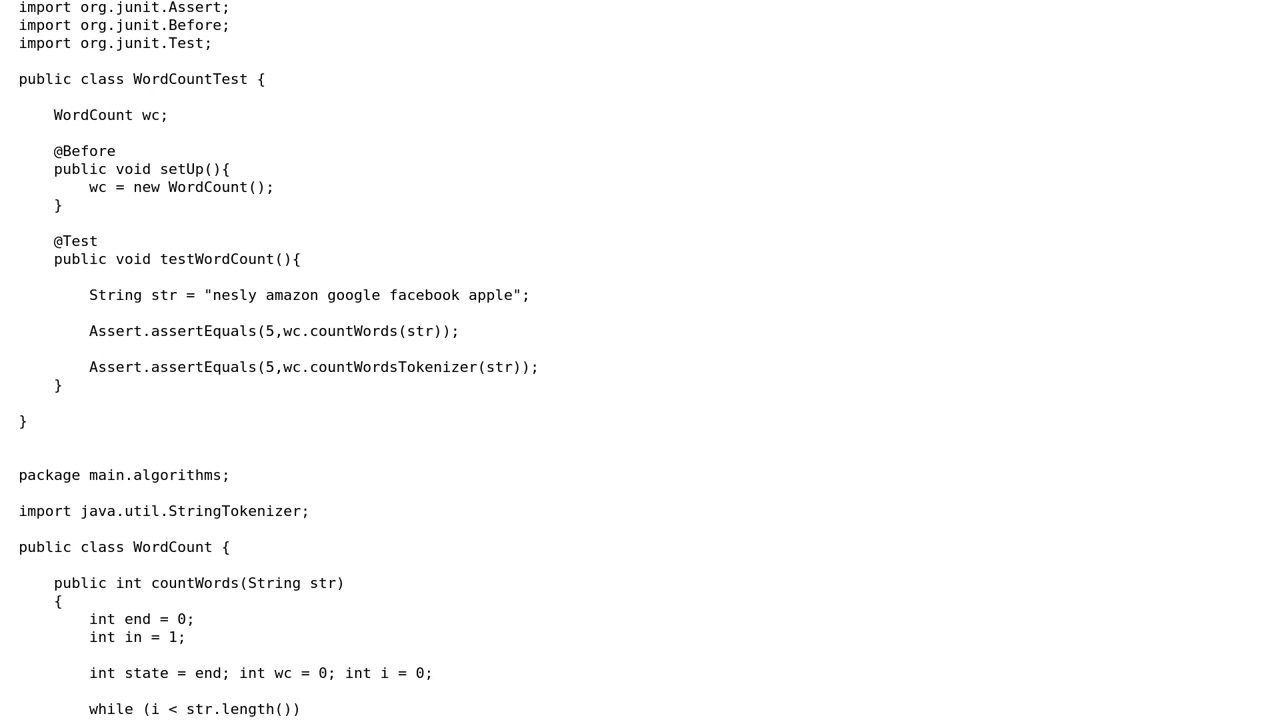 import org.junit.Assert;
import org.junit.Before;
import org.junit.Test;

public class WordCountTest {

    WordCount wc;

    @Before
    public void setUp(){
        wc = new WordCount();
    }

    @Test
    public void testWordCount(){

        String str = "nesly amazon google facebook apple";

        Assert.assertEquals(5,wc.countWords(str));

        Assert.assertEquals(5,wc.countWordsTokenizer(str));
    }

}


package main.algorithms;

import java.util.StringTokenizer;

public class WordCount {

    public int countWords(String str)
    {
        int end = 0;
        int in = 1;

        int state = end; int wc = 0; int i = 0;

        while (i < str.length())